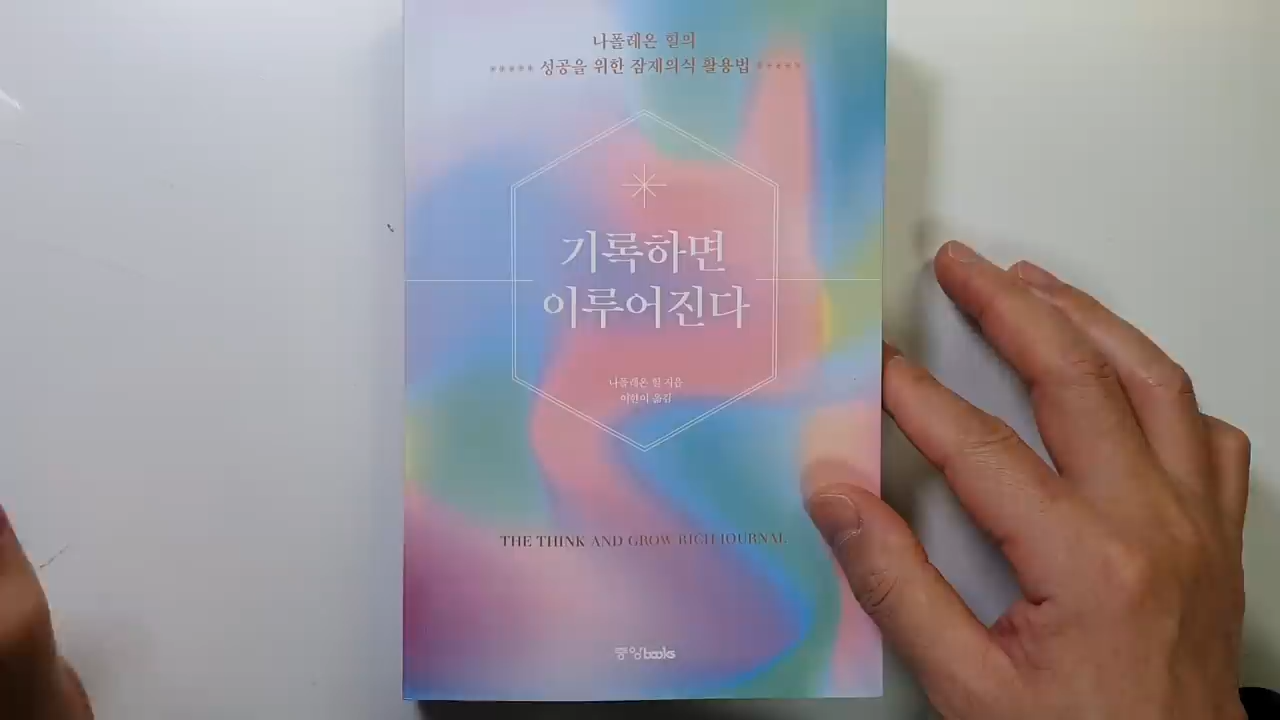 나폴레온 힐의
성공을 위한 잠재의식 활용법
기록하면
이루어진다
나폴레온 힐 지음
이한이 옮김
THE THINK AND GROW RICH JOURNAL
중앙books